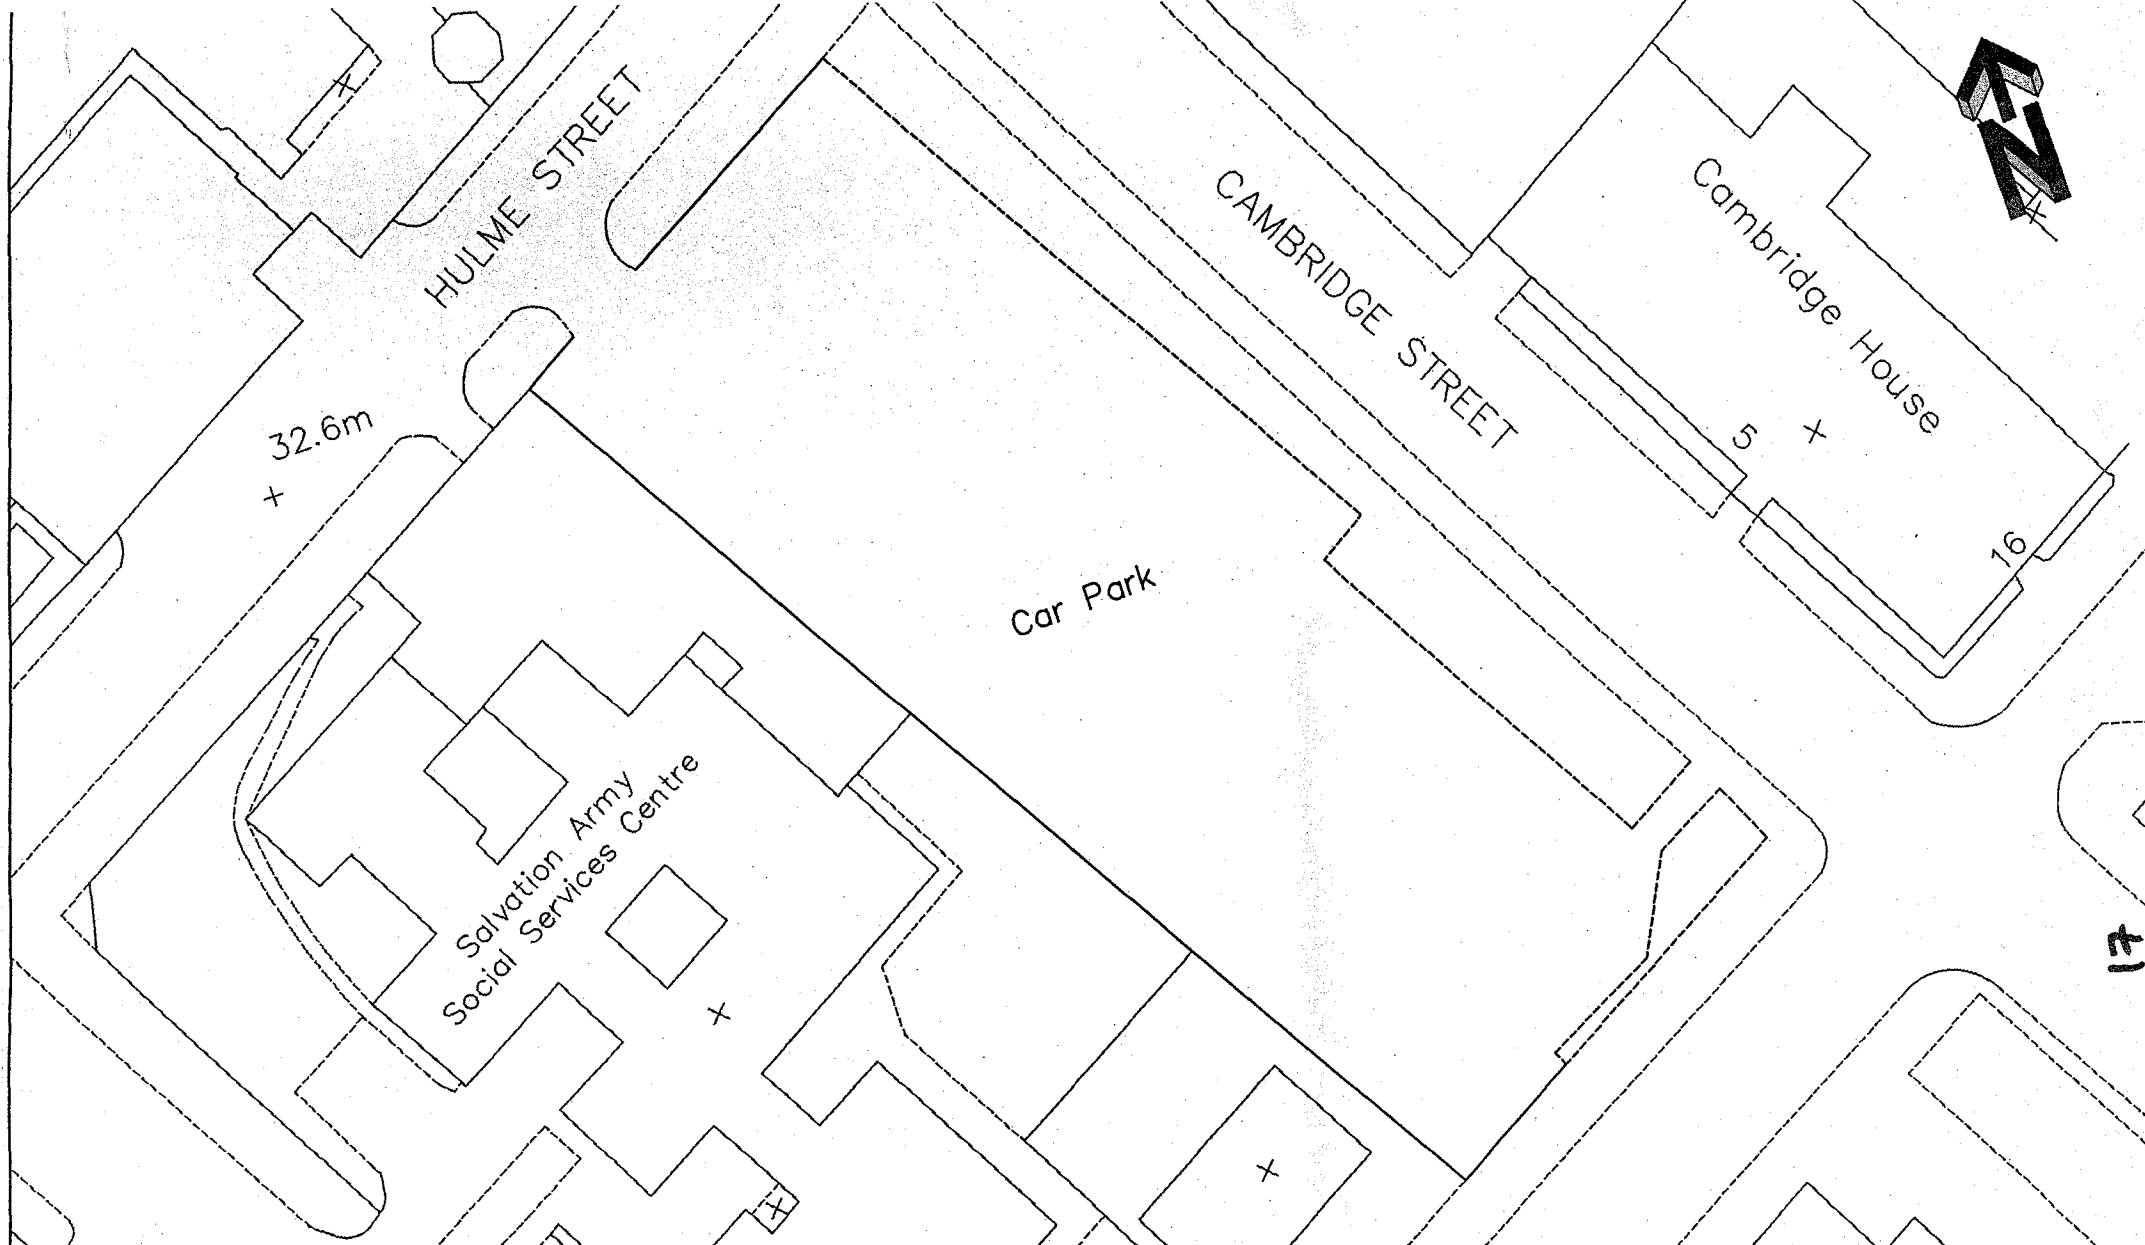 HULME STREET
CAMBRIDGE STREET
Cambridge House
N
32.6m
5
16
Car Park
Salvation Army
Social Services Centre